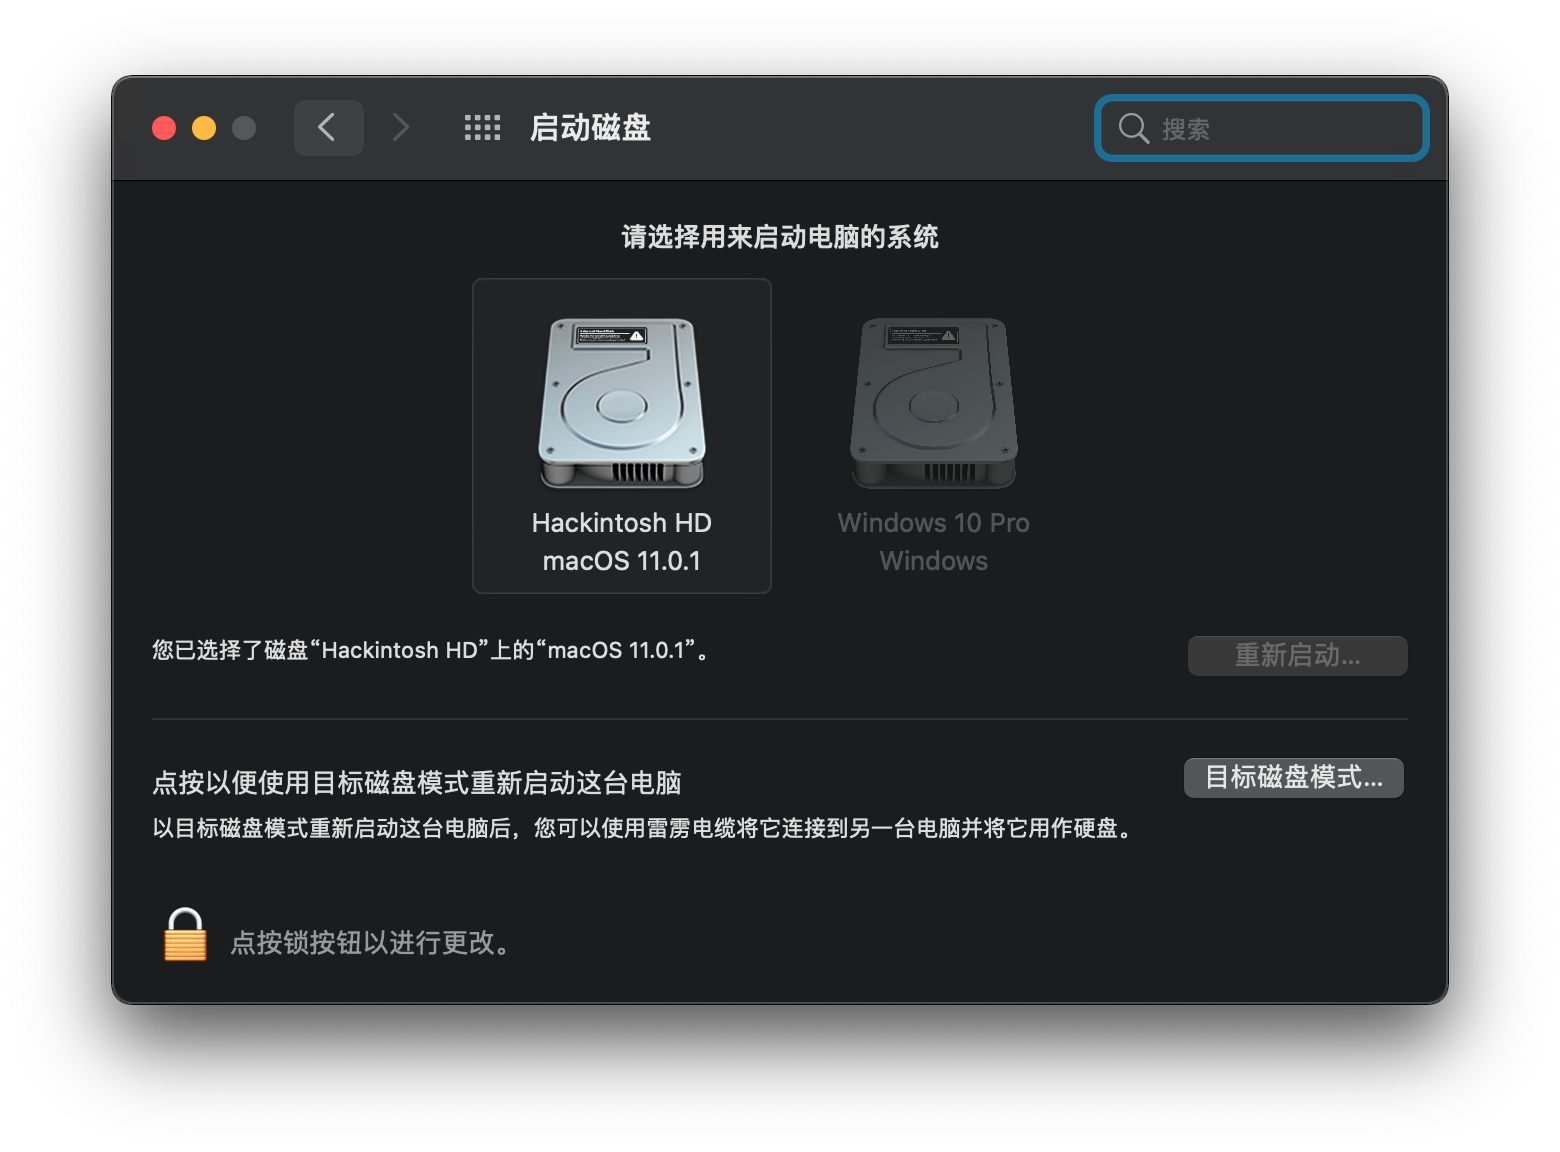 启动磁盘
搜索
请选择用来启动电脑的系统
Hackintosh HD
macOS 11.0.1
Windows 10 Pro
Windows
您已选择了磁盘“Hackintosh HD”上的“macOS 11.0.1”。
重新启动...
点按以便使用目标磁盘模式重新启动这台电脑
目标磁盘模式...
以目标磁盘模式重新启动这台电脑后，您可以使用雷雳电缆将它连接到另一台电脑并将它用作硬盘。
点按锁按钮以进行更改。